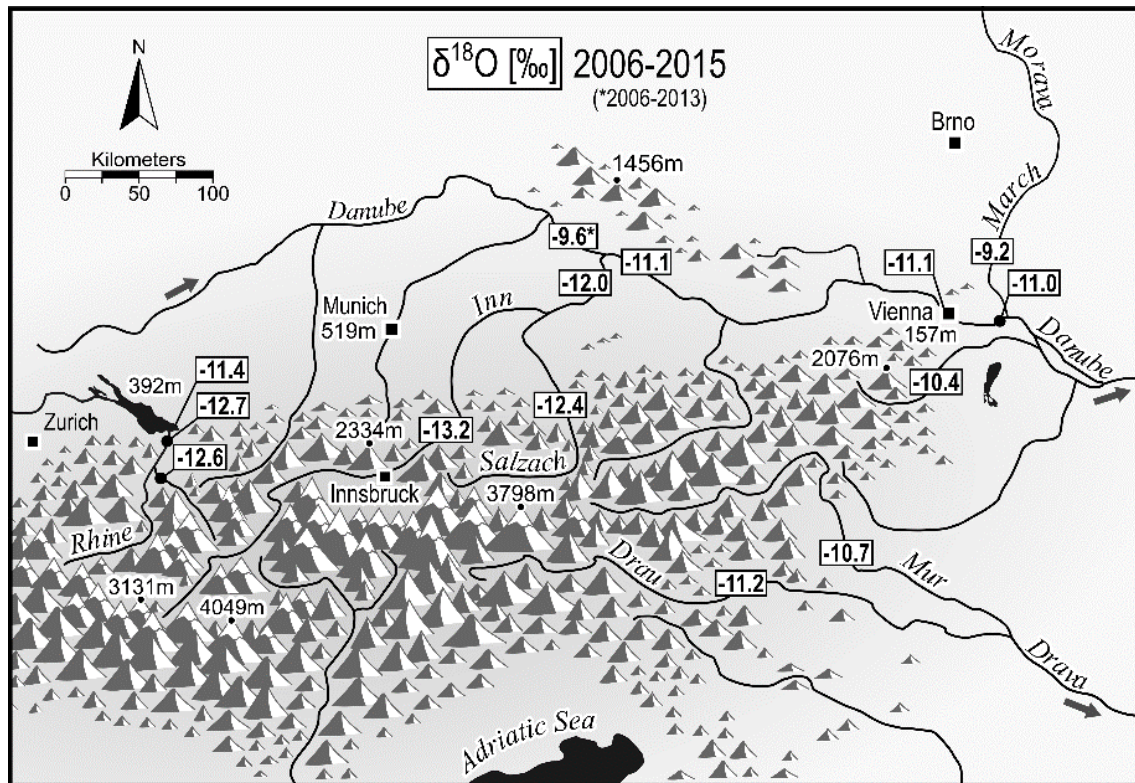 δ¹⁸O [‰] 2006-2015
(*2006-2013)
N
Kilometers
0 50 100
Morava
Brno
1456m
March
Danube
-9.6*
-9.2
-12.0
-11.1
-11.1
-11.0
Inn
Munich
519m
Vienna
157m
Danube
392m
-11.4
2076m
-10.4
-12.7
Zurich
2334m
-13.2
-12.4
-12.6
Salzach
Innsbruck
3798m
Rhine
-10.7
Drau
Mur
3131m
-11.2
4049m
Drava
Adriatic Sea